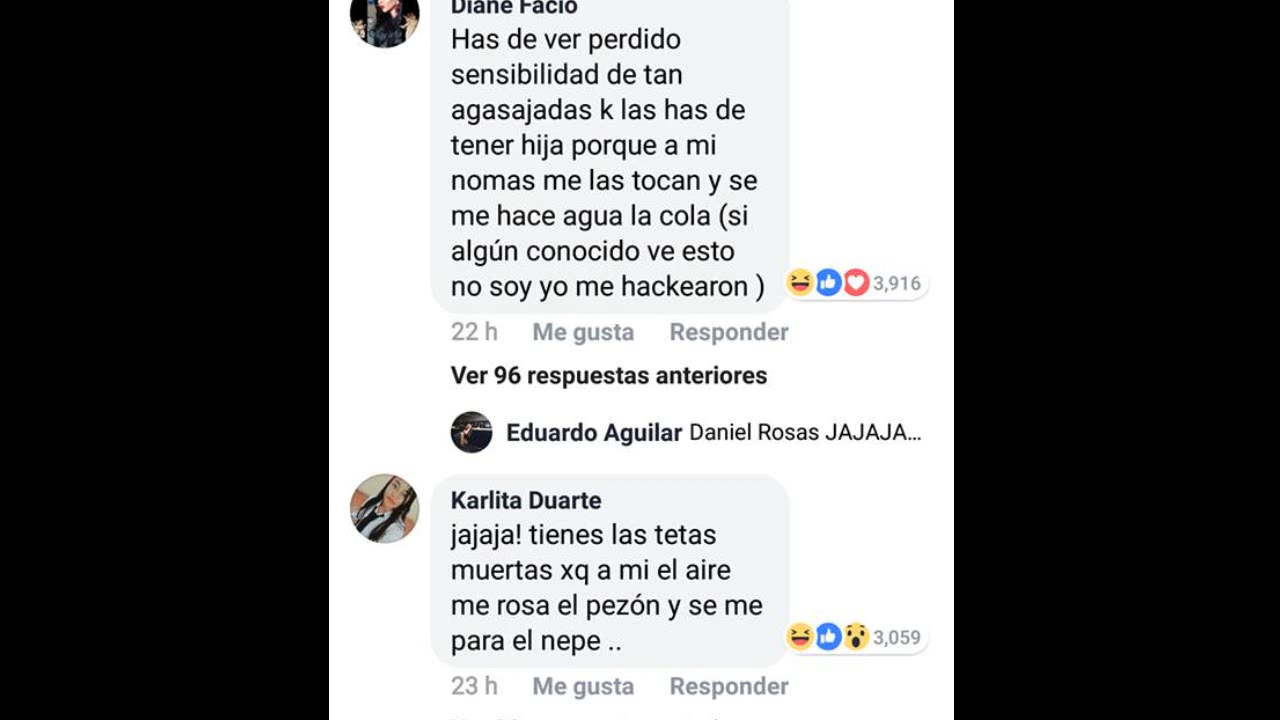 Diane Facio
Has de ver perdido
sensibilidad de tan
agasajadas k las has de
tener hija porque a mi
nomas me las tocan y se
me hace agua la cola (si
algún conocido ve esto
no soy yo me hackearon )
3,916
22 h Me gusta Responder
Ver 96 respuestas anteriores
Eduardo Aguilar Daniel Rosas JAJAJA...
Karlita Duarte
jajaja! tienes las tetas
muertas xq a mi el aire
me rosa el pezón y se me
para el nepe ..
3,059
23 h Me gusta Responder